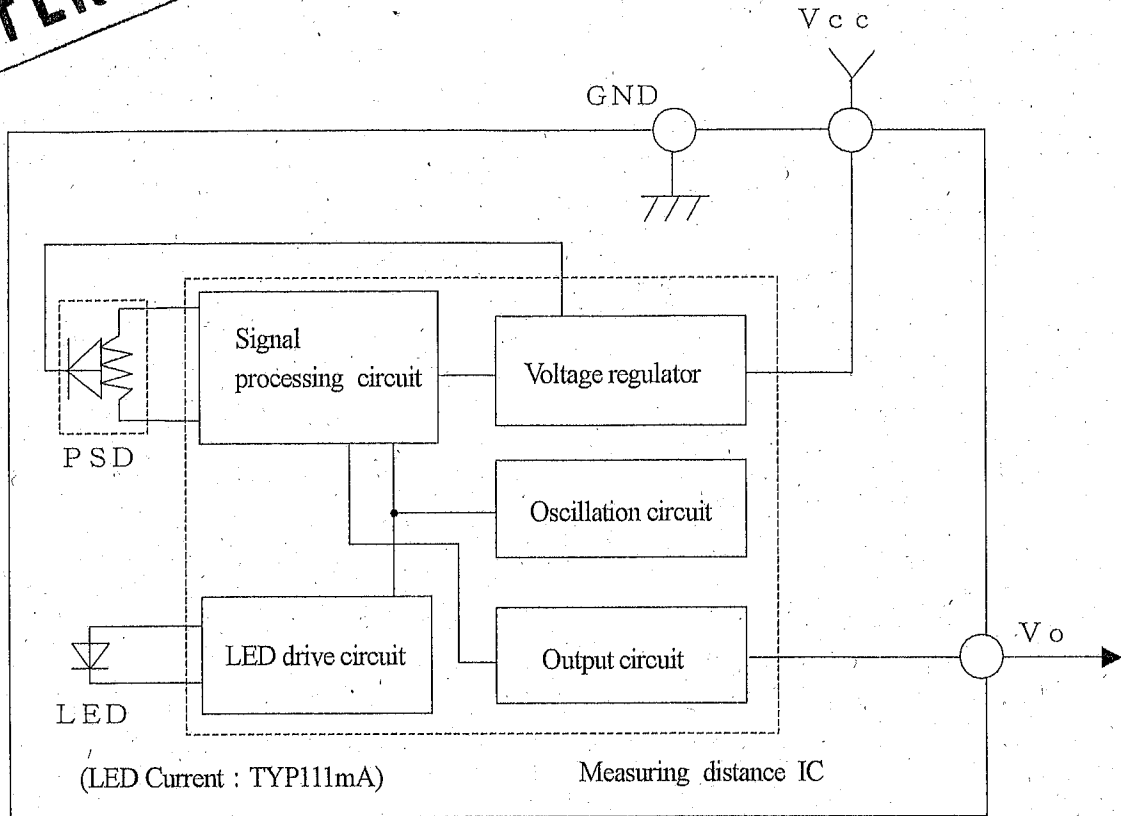 Vcc
GND
Signal
processing circuit
Voltage regulator
PSD
Oscillation circuit
LED drive circuit
Output circuit
Vo
LED
(LED Current : TYP111mA)
Measuring distance IC